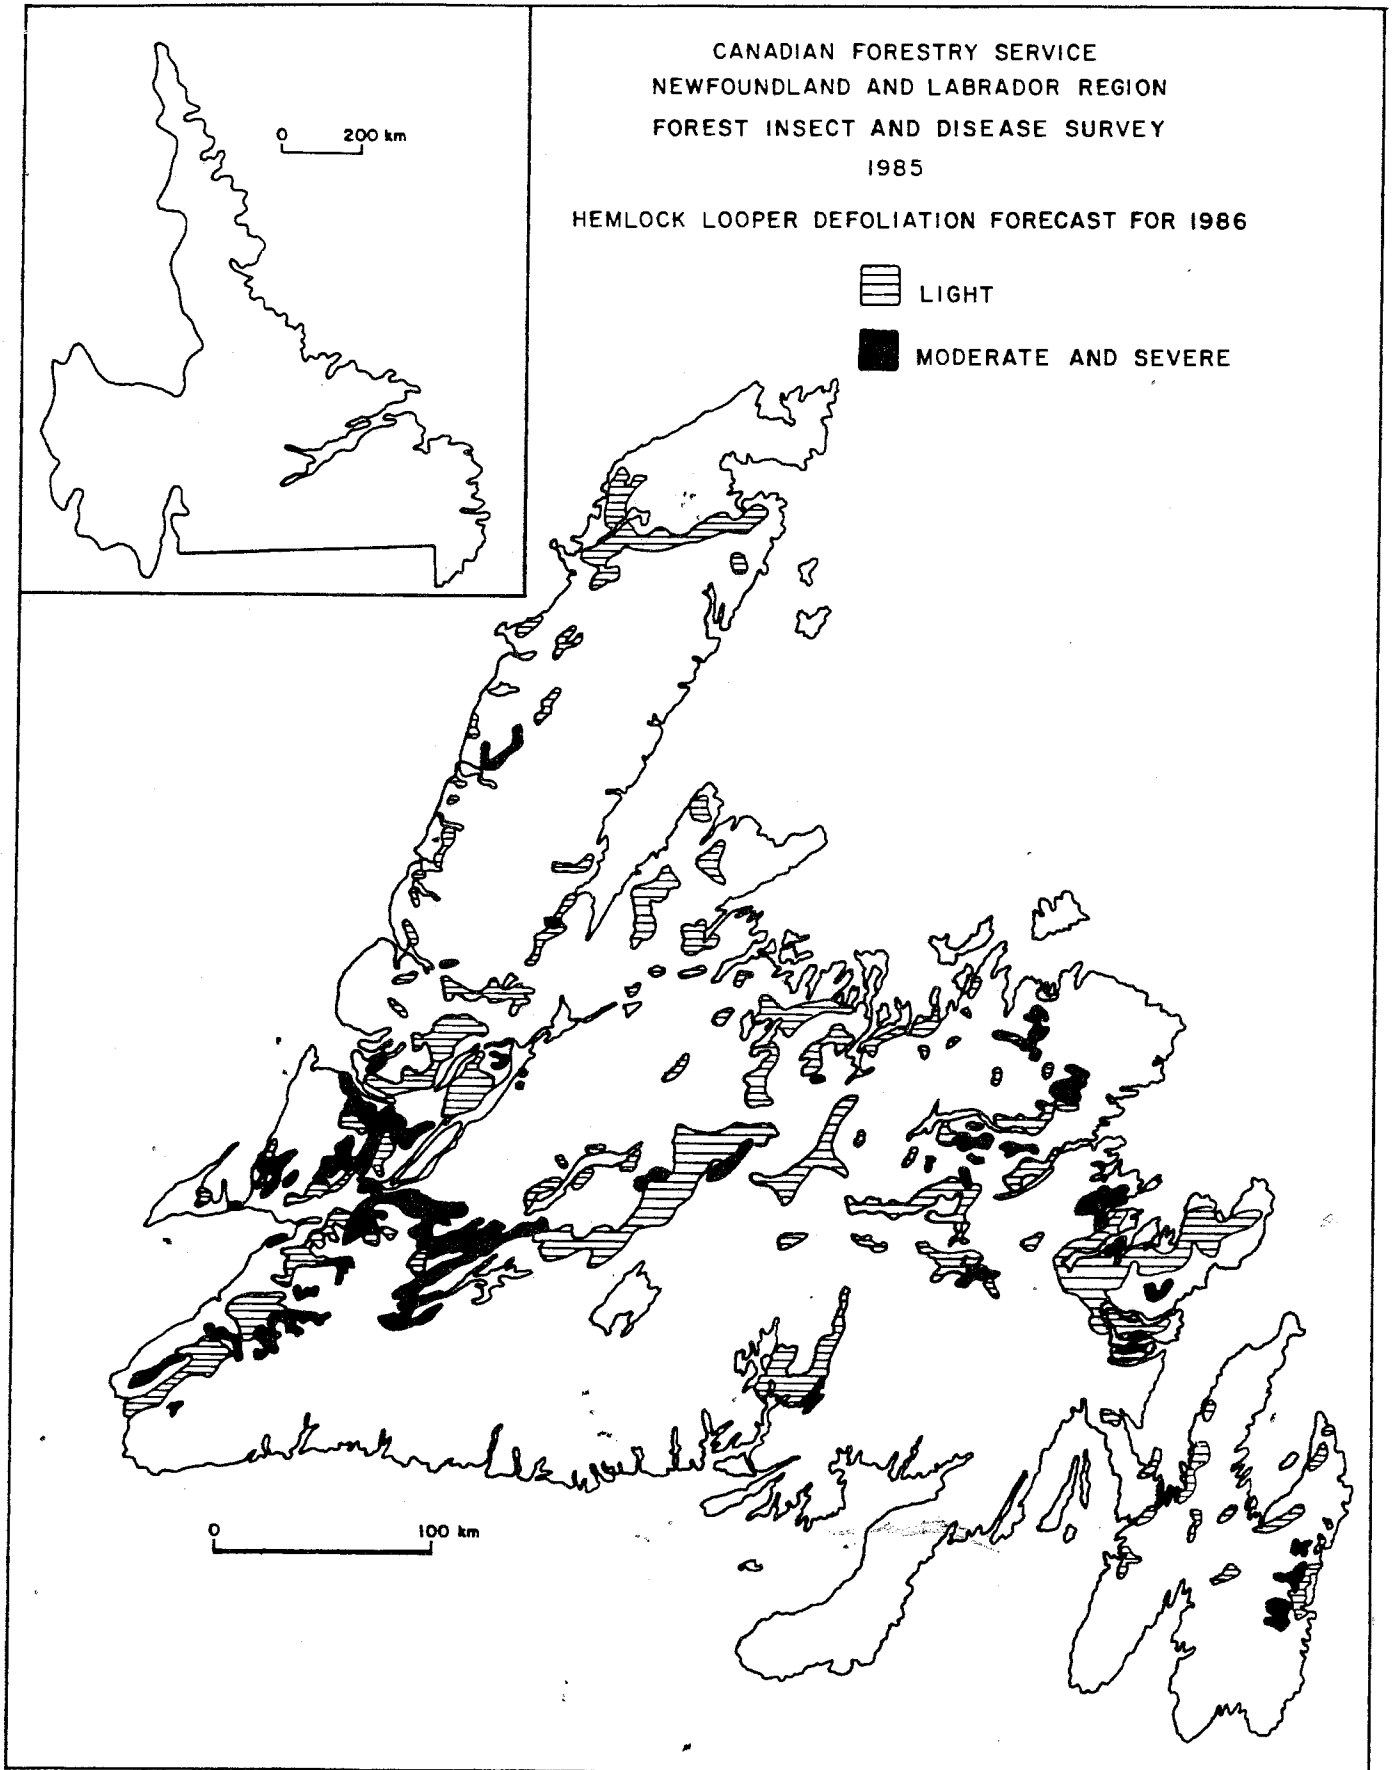 CANADIAN FORESTRY SERVICE
NEWFOUNDLAND AND LABRADOR REGION
FOREST INSECT AND DISEASE SURVEY
1985
HEMLOCK LOOPER DEFOLIATION FORECAST FOR 1986
LIGHT
MODERATE AND SEVERE
0 200 km
0 100 km